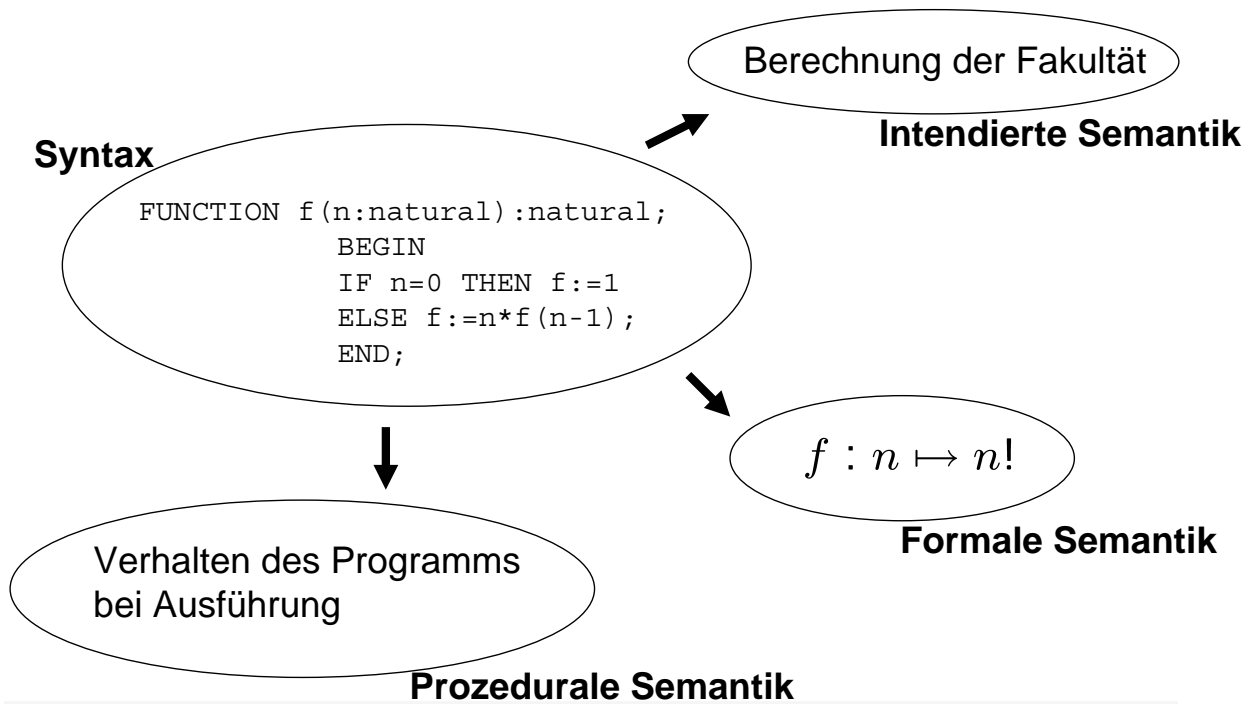 Berechnung der Fakultät
Intendierte Semantik
Syntax
FUNCTION f(n:natural):natural;
BEGIN
IF n=0 THEN f:=1
ELSE f:=n*f(n-1);
END;
f : n ↦ n!
Formale Semantik
Verhalten des Programms
bei Ausführung
Prozedurale Semantik